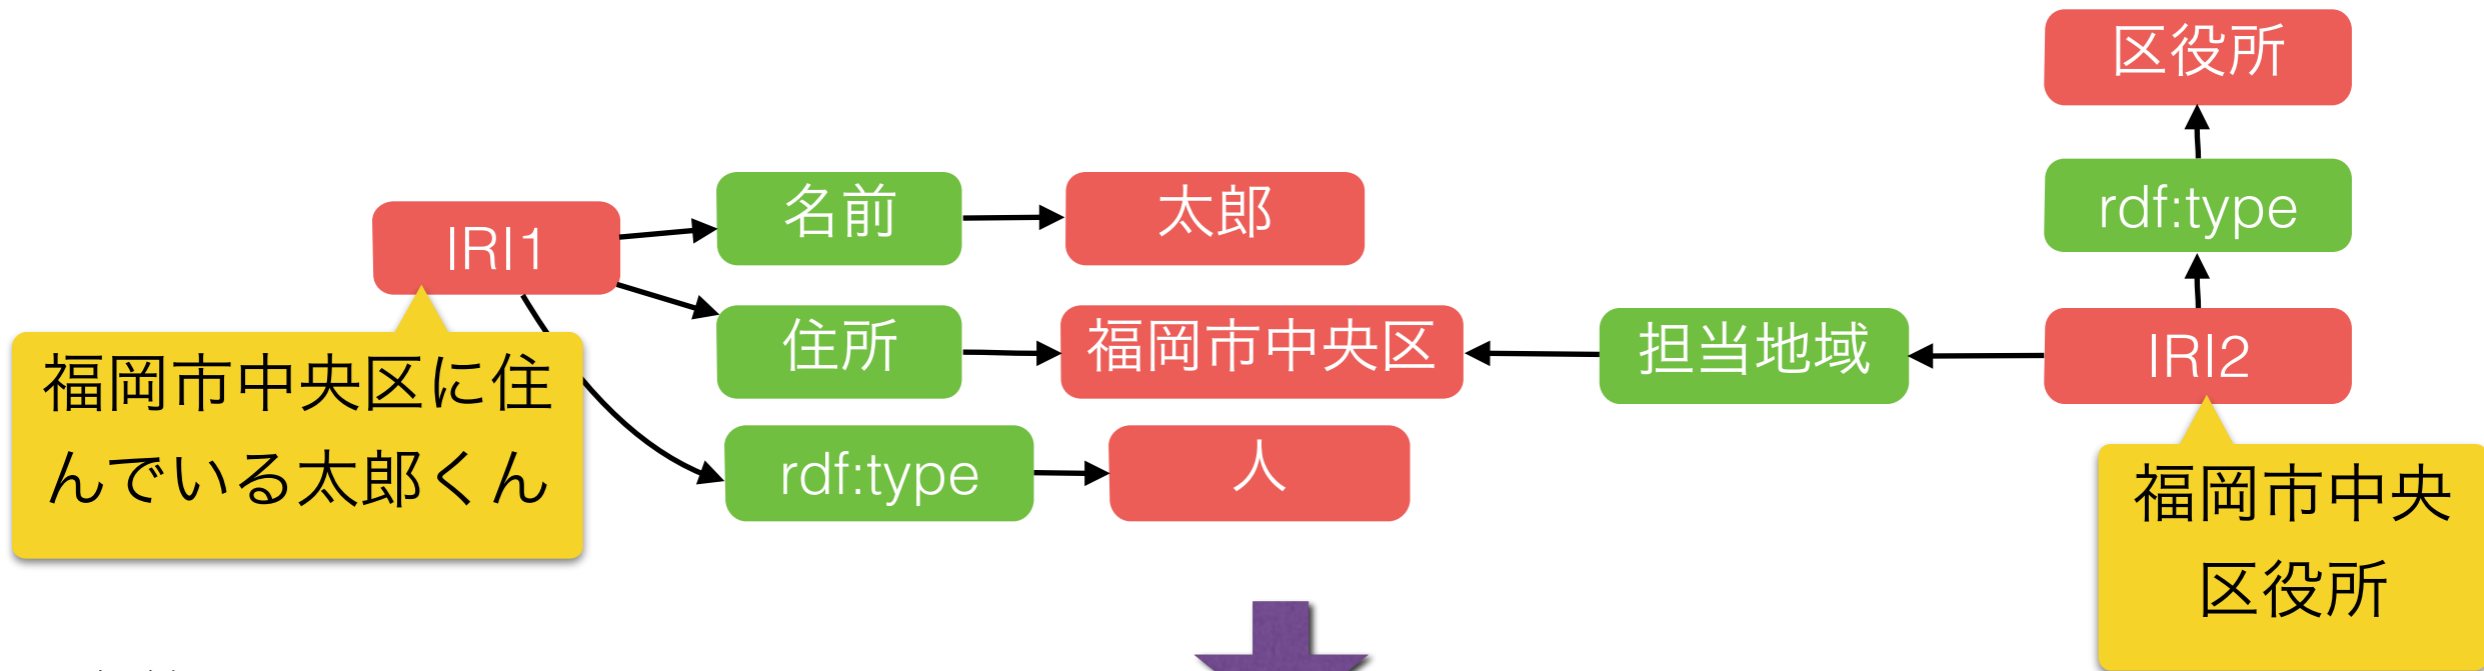 区役所
rdf:type
名前
太郎
IRI1
住所
福岡市中央区
担当地域
IRI2
福岡市中央区に住
んでいる太郎くん
rdf:type
人
福岡市中央
区役所